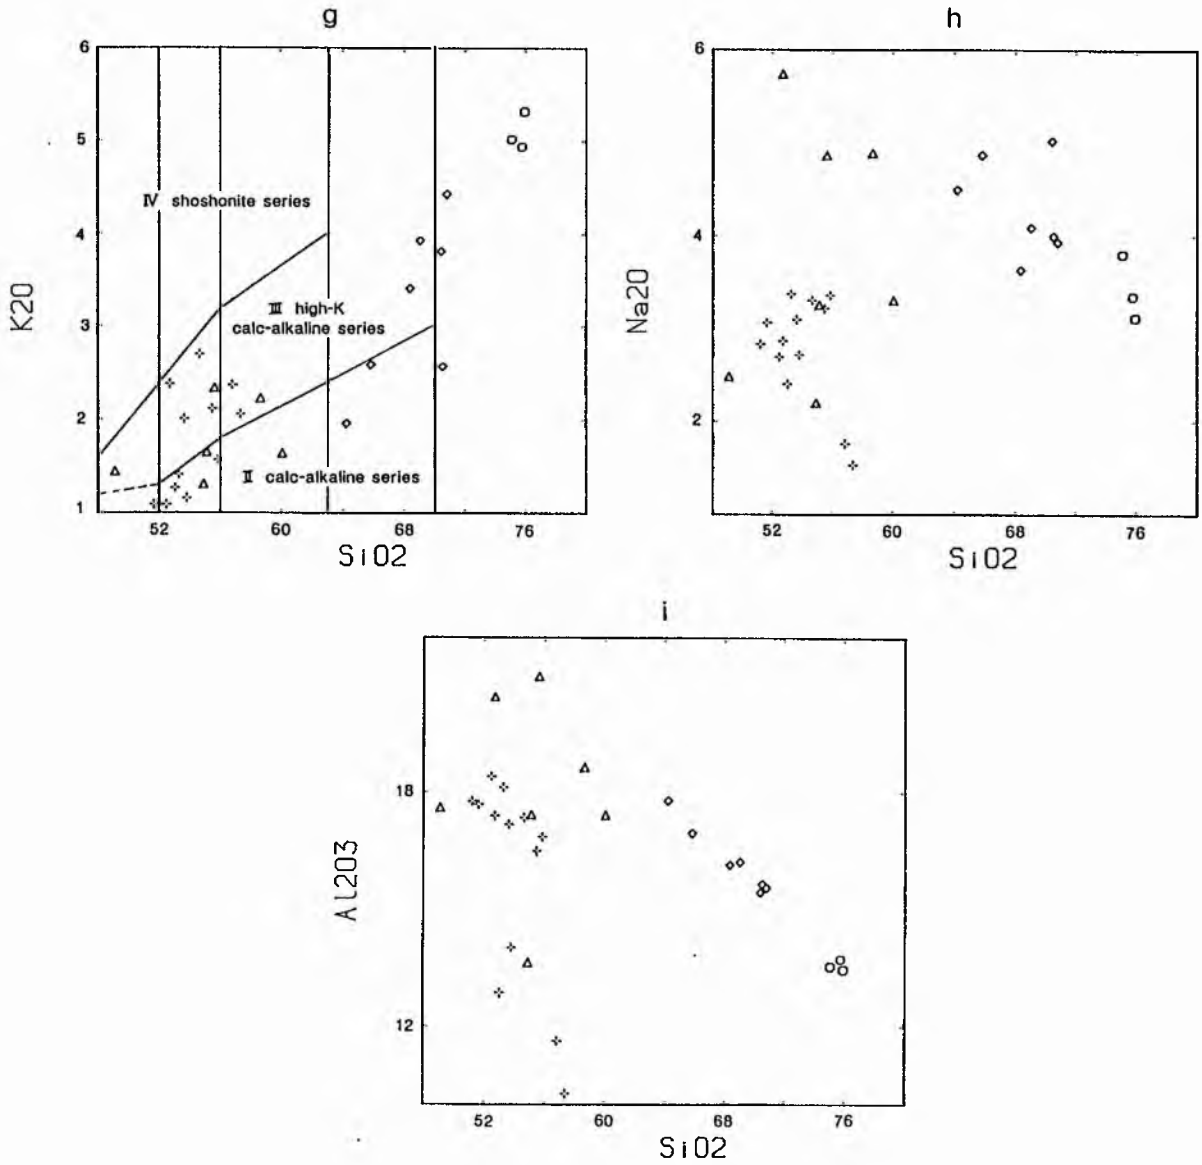 g
6
5
4
3
2
1
K2O
IV shoshonite series
III high-K
calc-alkaline series
II calc-alkaline series
52 60 68 76
SiO2
h
6
4
2
Na2O
52 60 68 76
SiO2
i
18
12
Al2O3
52 60 68 76
SiO2